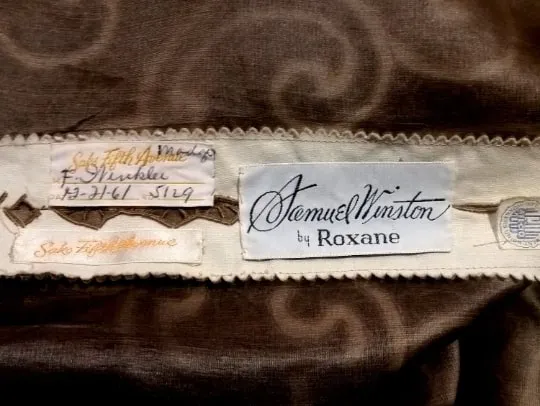 Saks Fifth Avenue
F. Winkler
12-21-61 5129
Saks Fifth Avenue
Samuel Winston
by Roxane